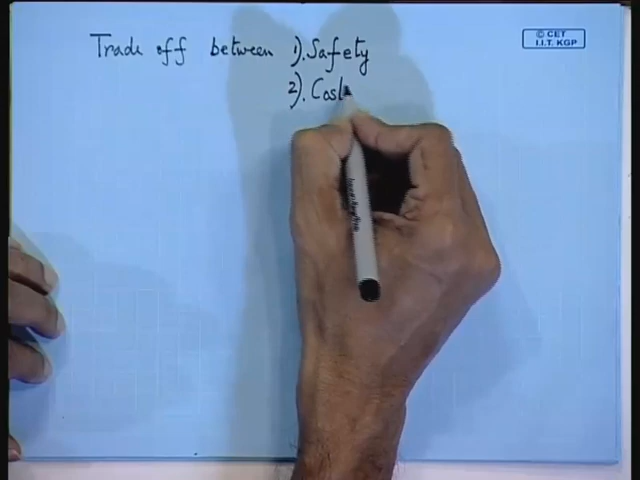 Trade off between 1). Safety
2). Cost
© CET
I.I.T. KGP